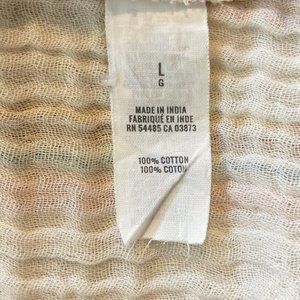 L
G
MADE IN INDIA
FABRIQUÉ EN INDE
RN 54485 CA 03873
100% COTTON
100% COTON